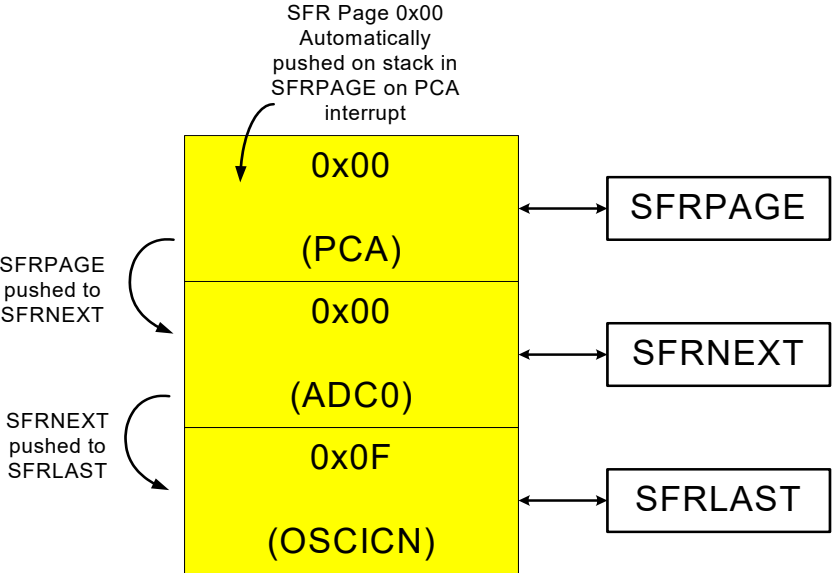 SFR Page 0x00
Automatically
pushed on stack in
SFRPAGE on PCA
interrupt
0x00
(PCA)
SFRPAGE
SFRPAGE
pushed to
SFRNEXT
0x00
(ADC0)
SFRNEXT
SFRNEXT
pushed to
SFRLAST
0x0F
(OSCICN)
SFRLAST